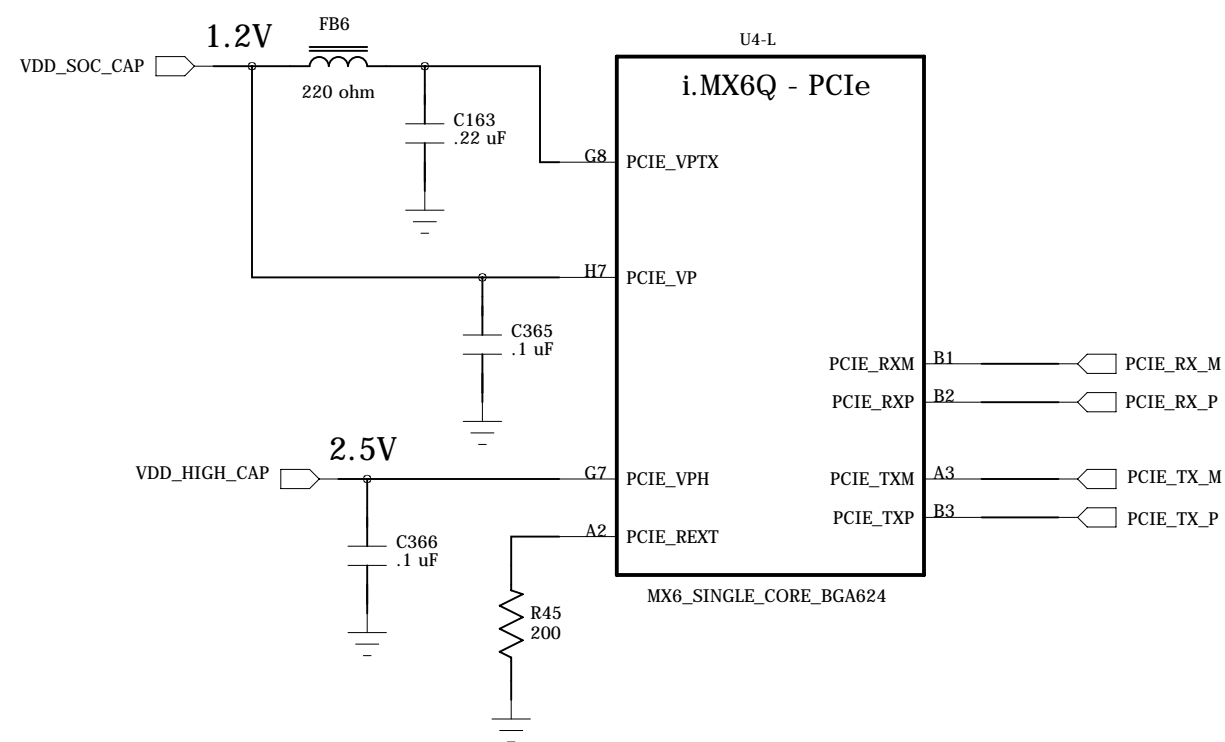 FB6
1.2V
VDD_SOC_CAP
220 ohm
C163
.22 uF
U4-L
i.MX6Q - PCIe
G8 PCIE_VPTX
H7 PCIE_VP
C365
.1 uF
PCIE_RXM B1 PCIE_RX_M
PCIE_RXP B2 PCIE_RX_P
2.5V
VDD_HIGH_CAP
G7 PCIE_VPH
PCIE_TXM A3 PCIE_TX_M
PCIE_TXP B3 PCIE_TX_P
A2 PCIE_REXT
C366
.1 uF
MX6_SINGLE_CORE_BGA624
R45
200